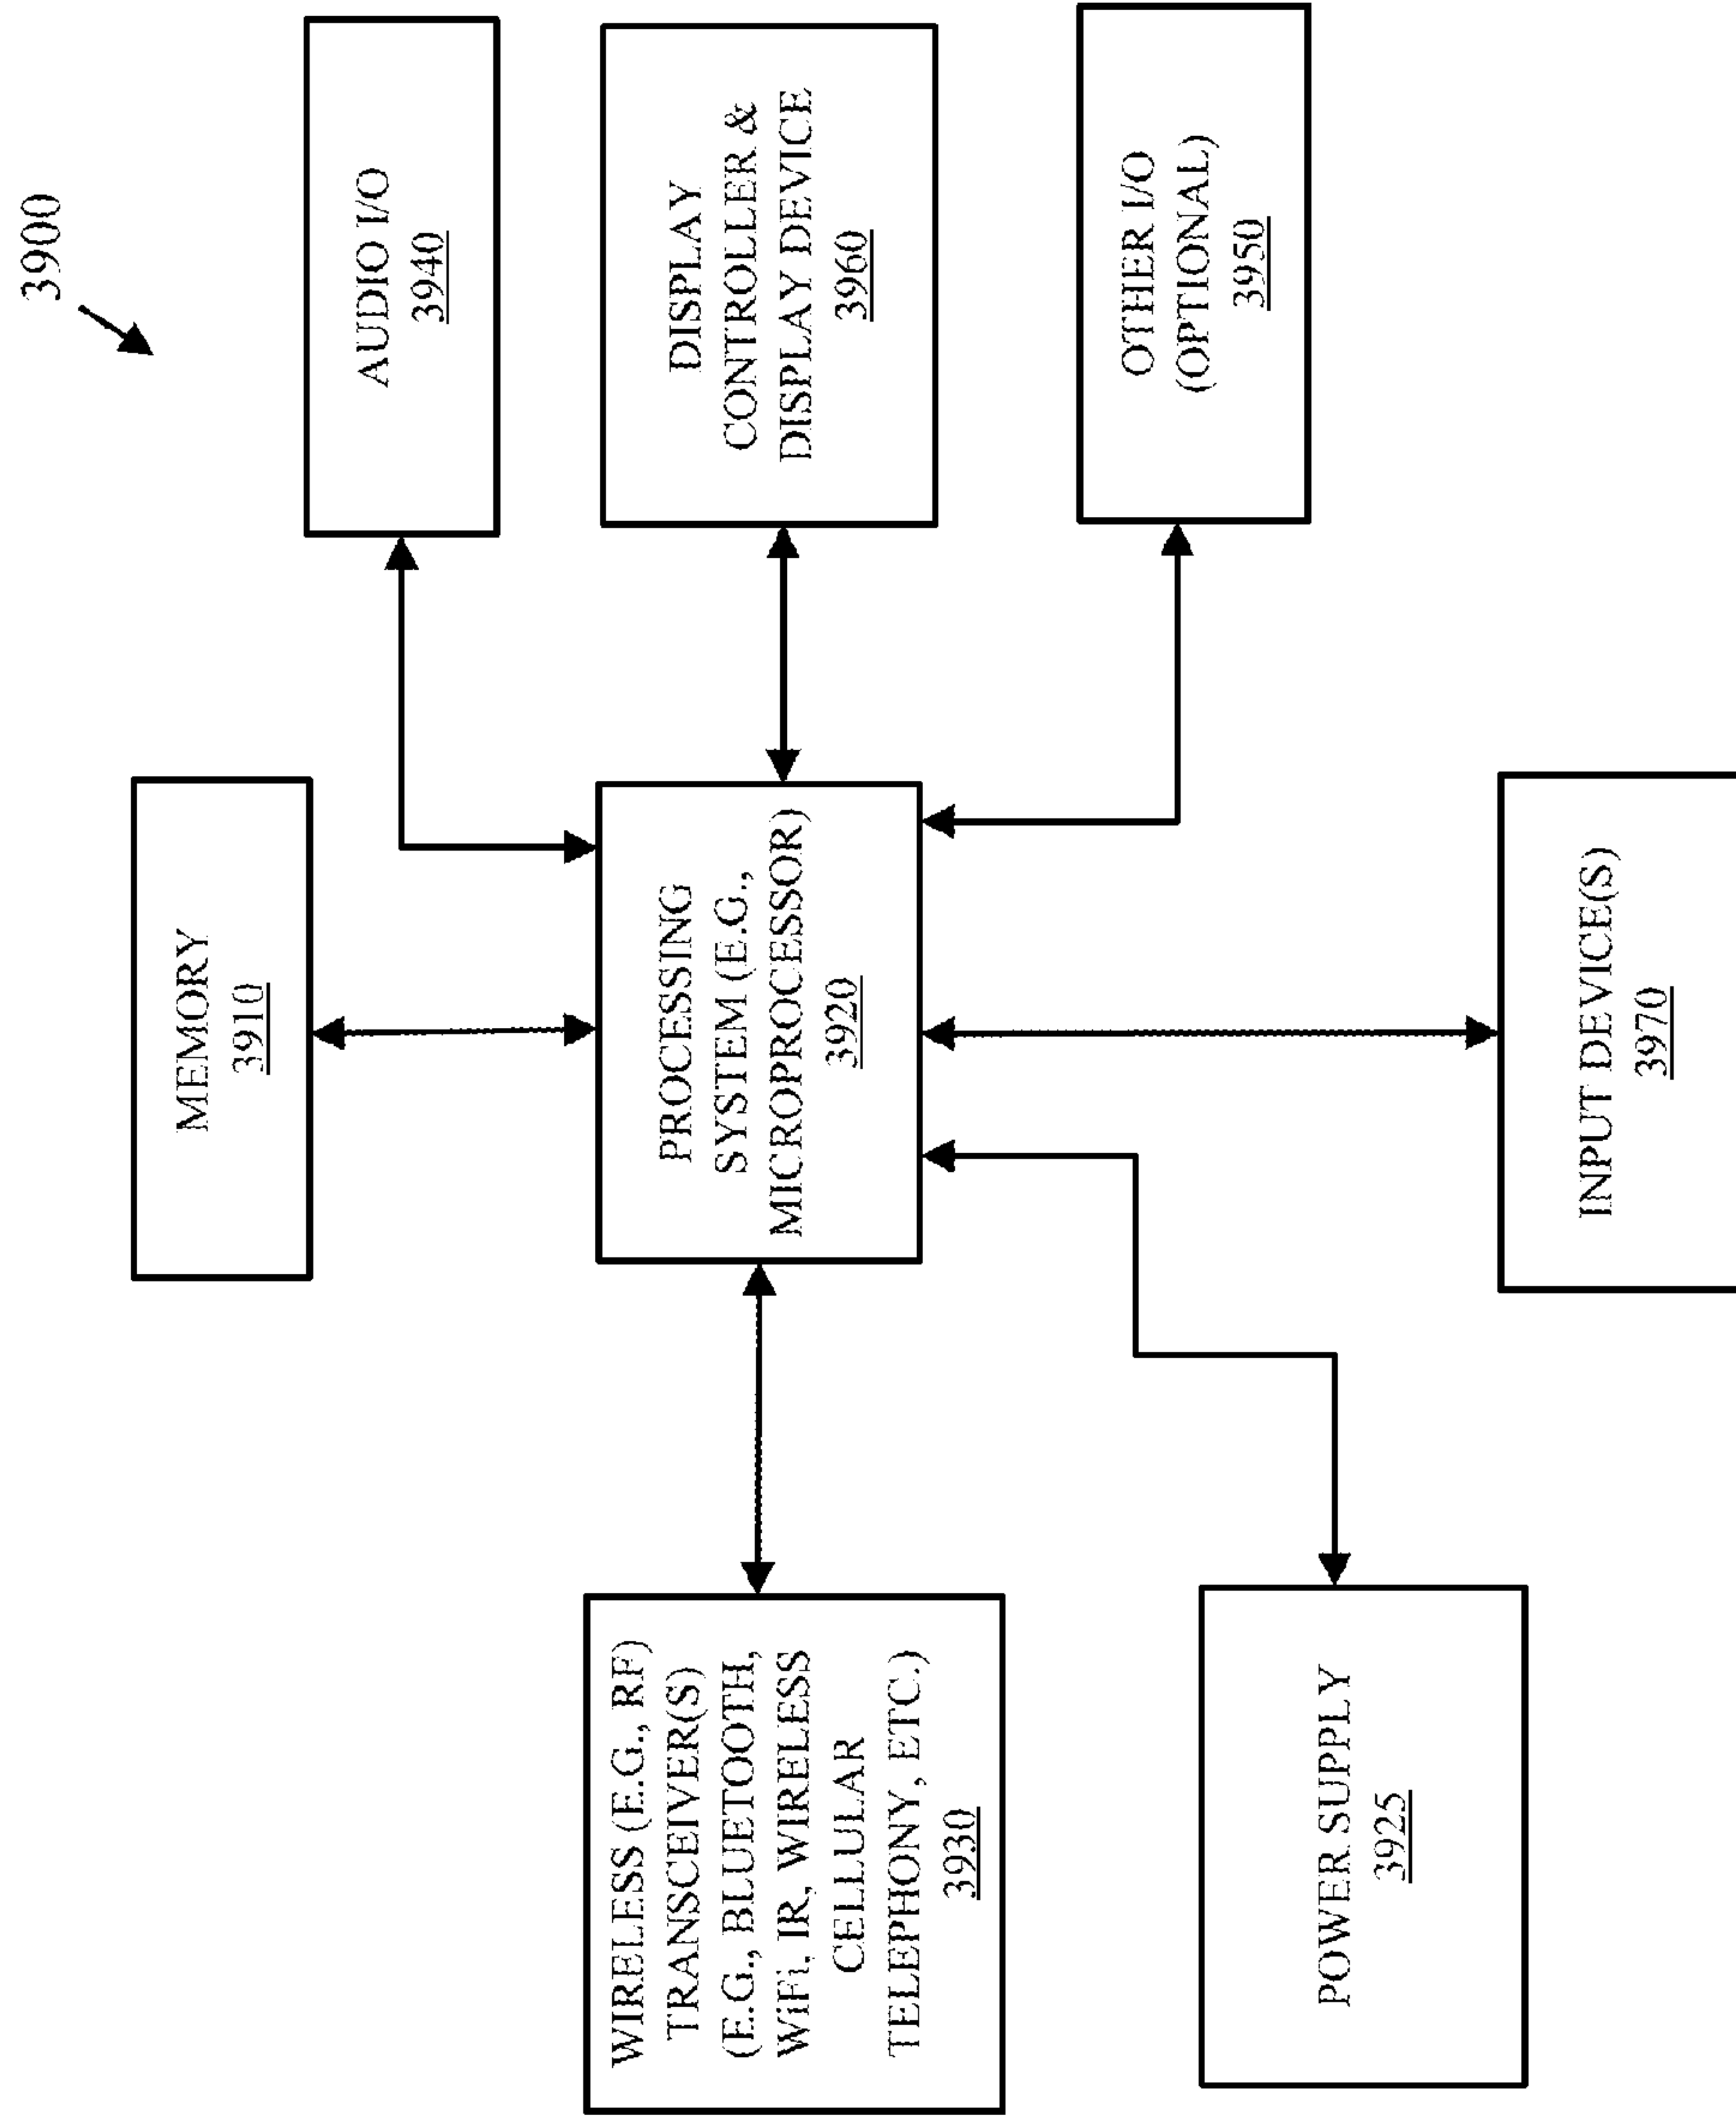 3900
MEMORY
3910
AUDIO I/O
3940
WIRELESS (E.G., RF)
TRANSCEIVER(S)
(E.G., BLUETOOTH,
WiFi, IR, WIRELESS
CELLULAR
TELEPHONY, ETC.)
3930
PROCESSING
SYSTEM (E.G.,
MICROPROCESSOR)
3920
DISPLAY
CONTROLLER &
DISPLAY DEVICE
3960
POWER SUPPLY
3925
OTHER I/O
(OPTIONAL)
3950
INPUT DEVICE(S)
3970